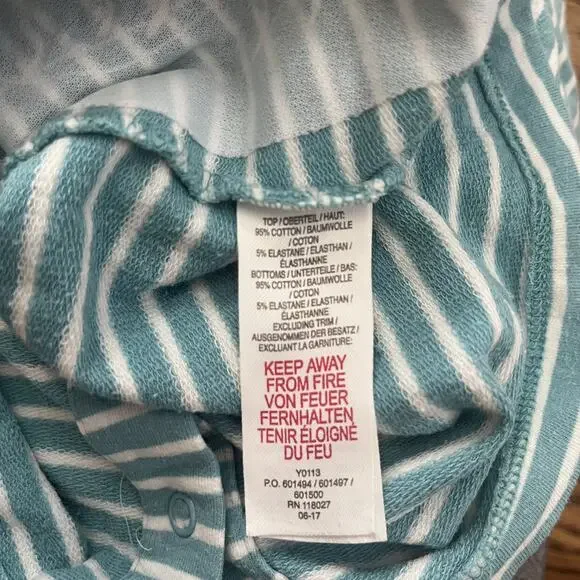 TOP / OBERTEIL / HAUT:
95% COTTON / BAUMWOLLE
/ COTON
5% ELASTANE / ELASTHAN /
ÉLASTHANNE
BOTTOMS / UNTERTEILE / BAS:
95% COTTON / BAUMWOLLE
/ COTON
5% ELASTANE / ELASTHAN /
ÉLASTHANNE
EXCLUDING TRIM /
AUSGENOMMEN DER BESATZ /
EXCLUANT LA GARNITURE:
KEEP AWAY
FROM FIRE
VON FEUER
FERNHALTEN
TENIR ÉLOIGNÉ
DU FEU
Y0113
P.O. 601494 / 601497 /
601500
RN 118027
06-17